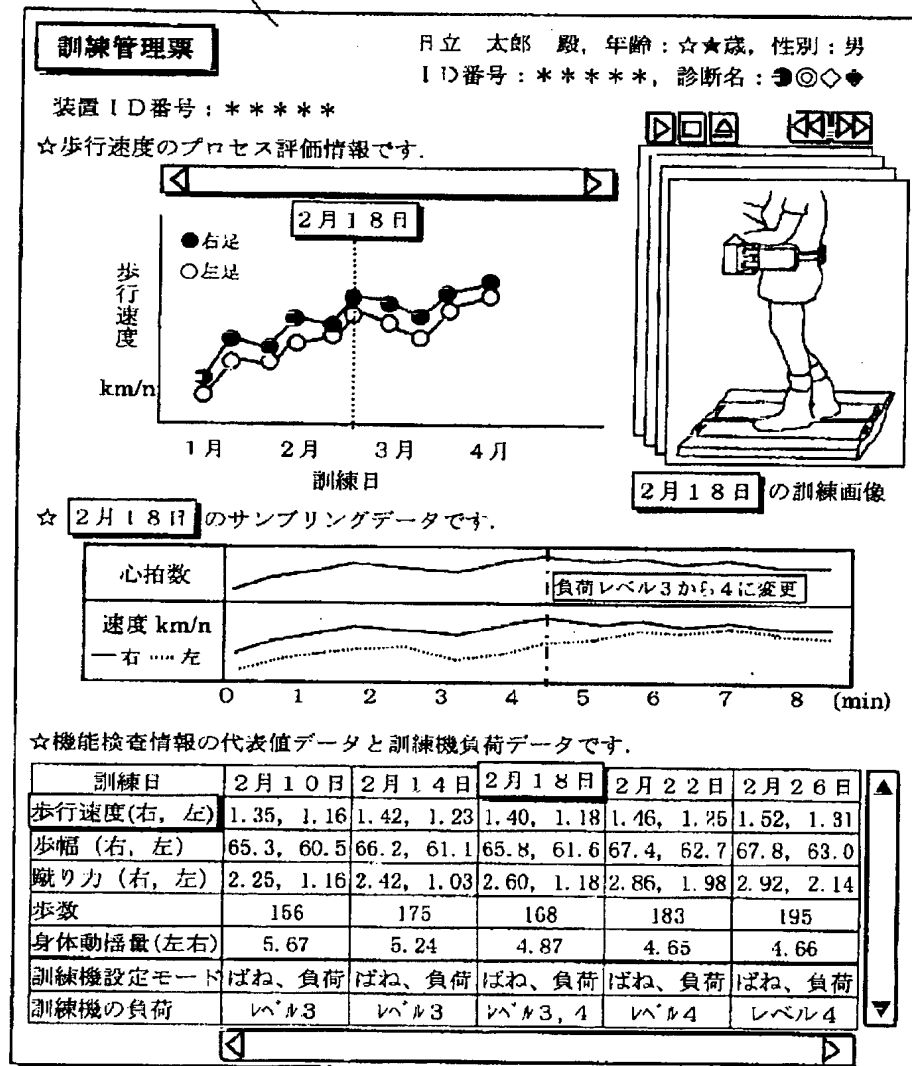 訓練管理票
日立 太郎 殿, 年齢:☆★歳, 性別:男
ID番号:*****, 診断名:◎◇◆
装置ID番号:*****
☆歩行速度のプロセス評価情報です.
2月18日
●右足
○左足
歩行速度
km/n
1月 2月 3月 4月
訓練日
2月18日 の訓練画像
☆ 2月18日 のサンプリングデータです.
心拍数
負荷レベル3から4に変更
速度 km/n
—右 ‥‥左
0 1 2 3 4 5 6 7 8 (min)
☆機能検査情報の代表値データと訓練機負荷データです.
訓練日 2月10日 2月14日 2月18日 2月22日 2月26日
歩行速度(右, 左) 1.35, 1.16 1.42, 1.23 1.40, 1.18 1.46, 1.25 1.52, 1.31
歩幅 (右, 左) 65.3, 60.5 66.2, 61.1 65.8, 61.6 67.4, 62.7 67.8, 63.0
蹴り力 (右, 左) 2.25, 1.16 2.42, 1.03 2.60, 1.18 2.86, 1.98 2.92, 2.14
歩数 156 175 168 183 195
身体動揺量(左右) 5.67 5.24 4.87 4.65 4.66
訓練機設定モード ばね、負荷 ばね、負荷 ばね、負荷 ばね、負荷 ばね、負荷
訓練機の負荷 レベル3 レベル3 レベル3, 4 レベル4 レベル4